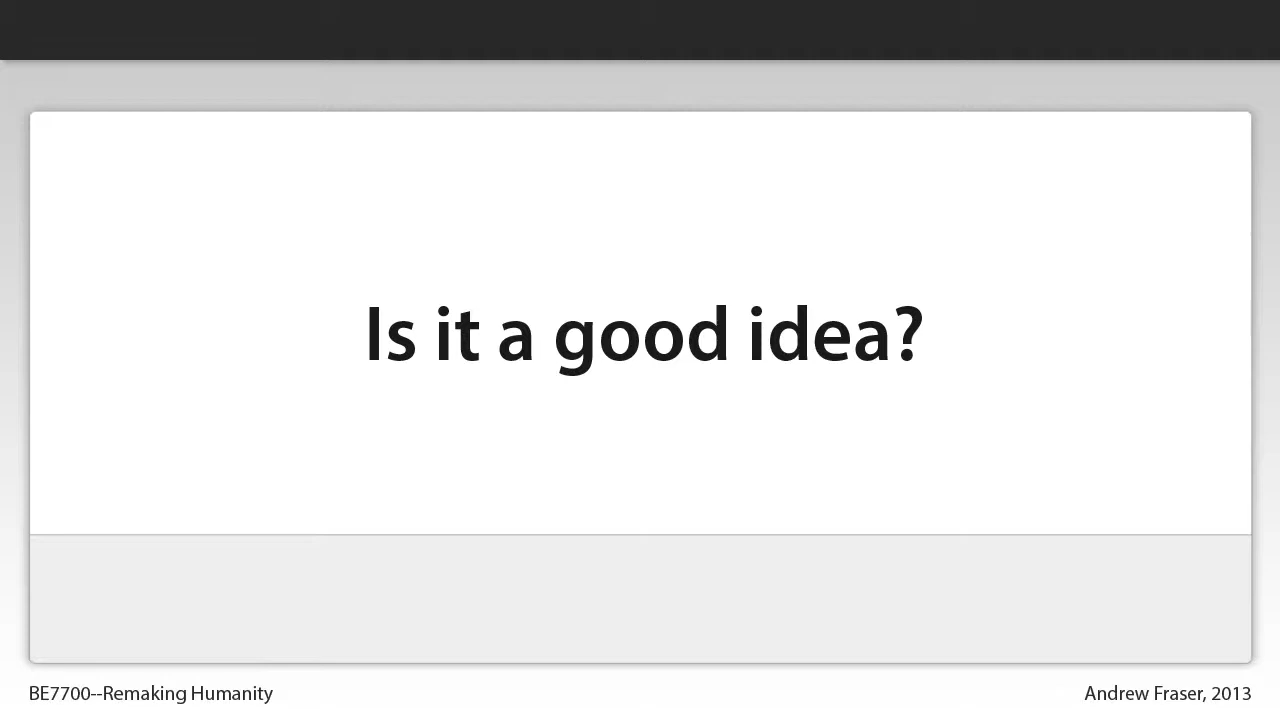 Is it a good idea?
BE7700--Remaking Humanity
Andrew Fraser, 2013